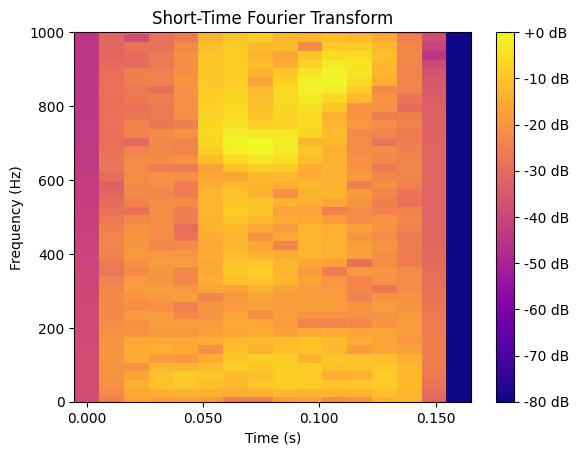 Short-Time Fourier Transform
1000
800
600
400
200
0
Frequency (Hz)
0.000
0.050
0.100
0.150
Time (s)
+0 dB
-10 dB
-20 dB
-30 dB
-40 dB
-50 dB
-60 dB
-70 dB
-80 dB